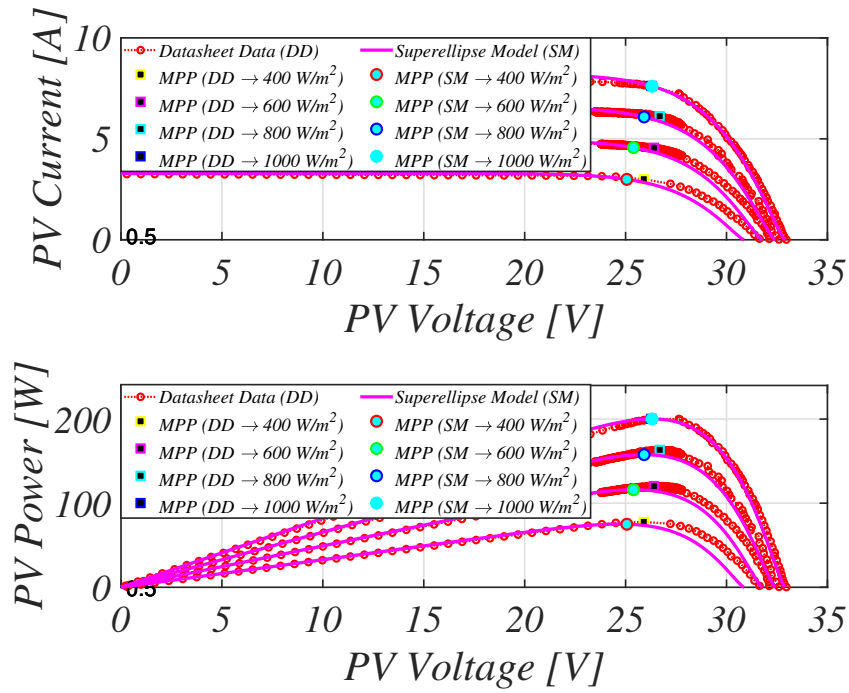 10
Datasheet Data (DD) Superellipse Model (SM)
MPP (DD → 400 W/m²) MPP (SM → 400 W/m²)
MPP (DD → 600 W/m²) MPP (SM → 600 W/m²)
MPP (DD → 800 W/m²) MPP (SM → 800 W/m²)
MPP (DD → 1000 W/m²) MPP (SM → 1000 W/m²)
PV Current [A]
5
0
0.5
0 5 10 15 20 25 30 35
PV Voltage [V]
200
Datasheet Data (DD) Superellipse Model (SM)
MPP (DD → 400 W/m²) MPP (SM → 400 W/m²)
MPP (DD → 600 W/m²) MPP (SM → 600 W/m²)
MPP (DD → 800 W/m²) MPP (SM → 800 W/m²)
MPP (DD → 1000 W/m²) MPP (SM → 1000 W/m²)
PV Power [W]
100
0
0.5
0 5 10 15 20 25 30 35
PV Voltage [V]